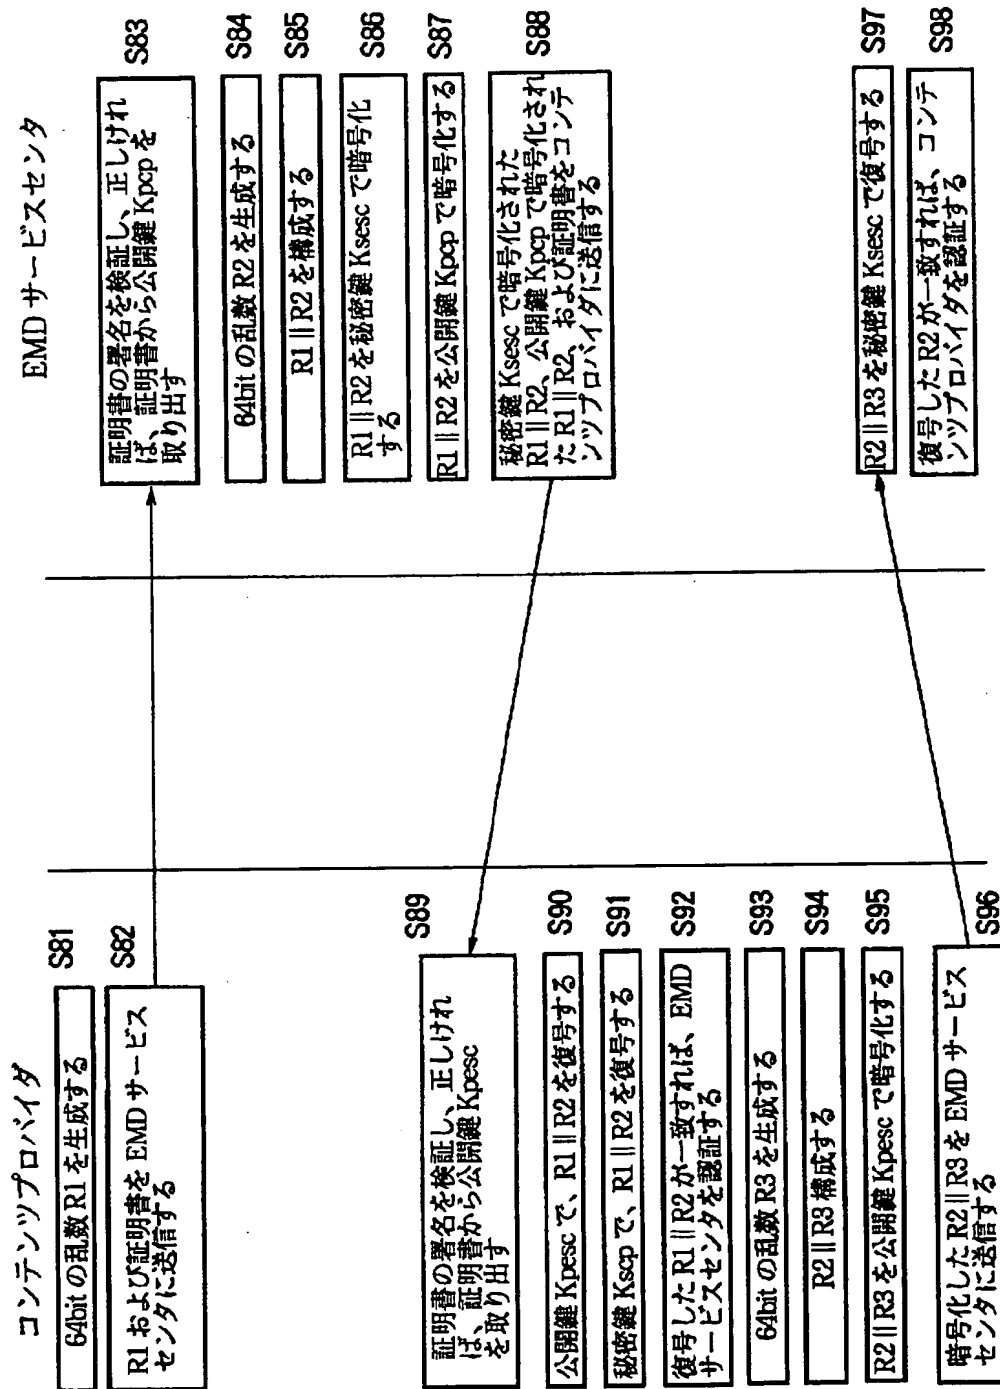 コンテンツプロバイダ
EMD サービスセンタ
64bit の乱数 R1 を生成する
S81
R1 および証明書を EMD サービス
センタに送信する
S82
証明書の署名を検証し、正しけれ
ば、証明書から公開鍵 Kpcp を
取り出す
S83
64bit の乱数 R2 を生成する
S84
R1 || R2 を構成する
S85
R1 || R2 を秘密鍵 Ksesc で暗号化
する
S86
R1 || R2 を公開鍵 Kpcp で暗号化する
S87
秘密鍵 Ksesc で暗号化された
R1 || R2、公開鍵 Kpcp で暗号化され
た R1 || R2、および証明書をコンテ
ンツプロバイダに送信する
S88
証明書の署名を検証し、正しけれ
ば、証明書から公開鍵 Kpesc
を取り出す
S89
公開鍵 Kpesc で、R1 || R2 を復号する
S90
秘密鍵 Kscp で、R1 || R2 を復号する
S91
復号した R1 || R2 が一致すれば、EMD
サービスセンタを認証する
S92
64bit の乱数 R3 を生成する
S93
R2 || R3 構成する
S94
R2 || R3 を公開鍵 Kpesc で暗号化する
S95
暗号化した R2 || R3 を EMD サービス
センタに送信する
S96
R2 || R3 を秘密鍵 Ksesc で復号する
S97
復号した R2 が一致すれば、コンテ
ンツプロバイダを認証する
S98